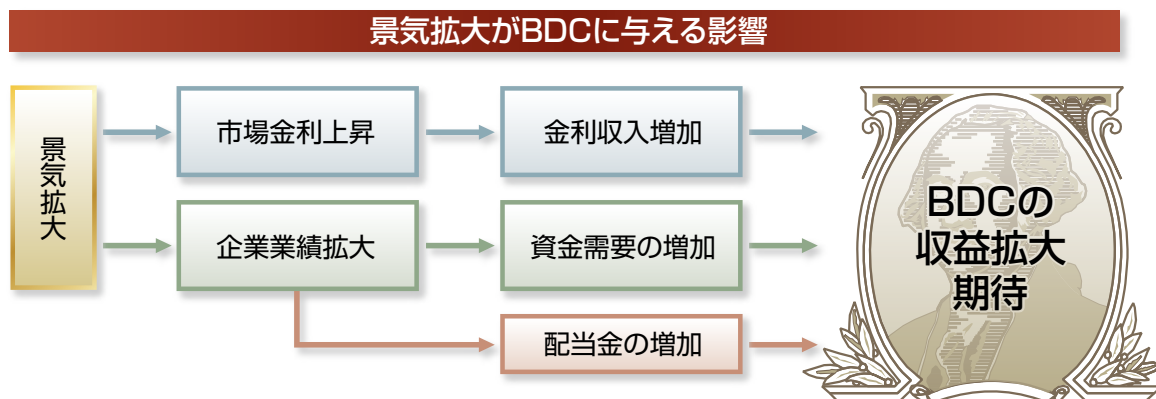 景気拡大がBDCに与える影響
景気拡大
市場金利上昇
金利収入増加
企業業績拡大
資金需要の増加
配当金の増加
BDCの
収益拡大
期待